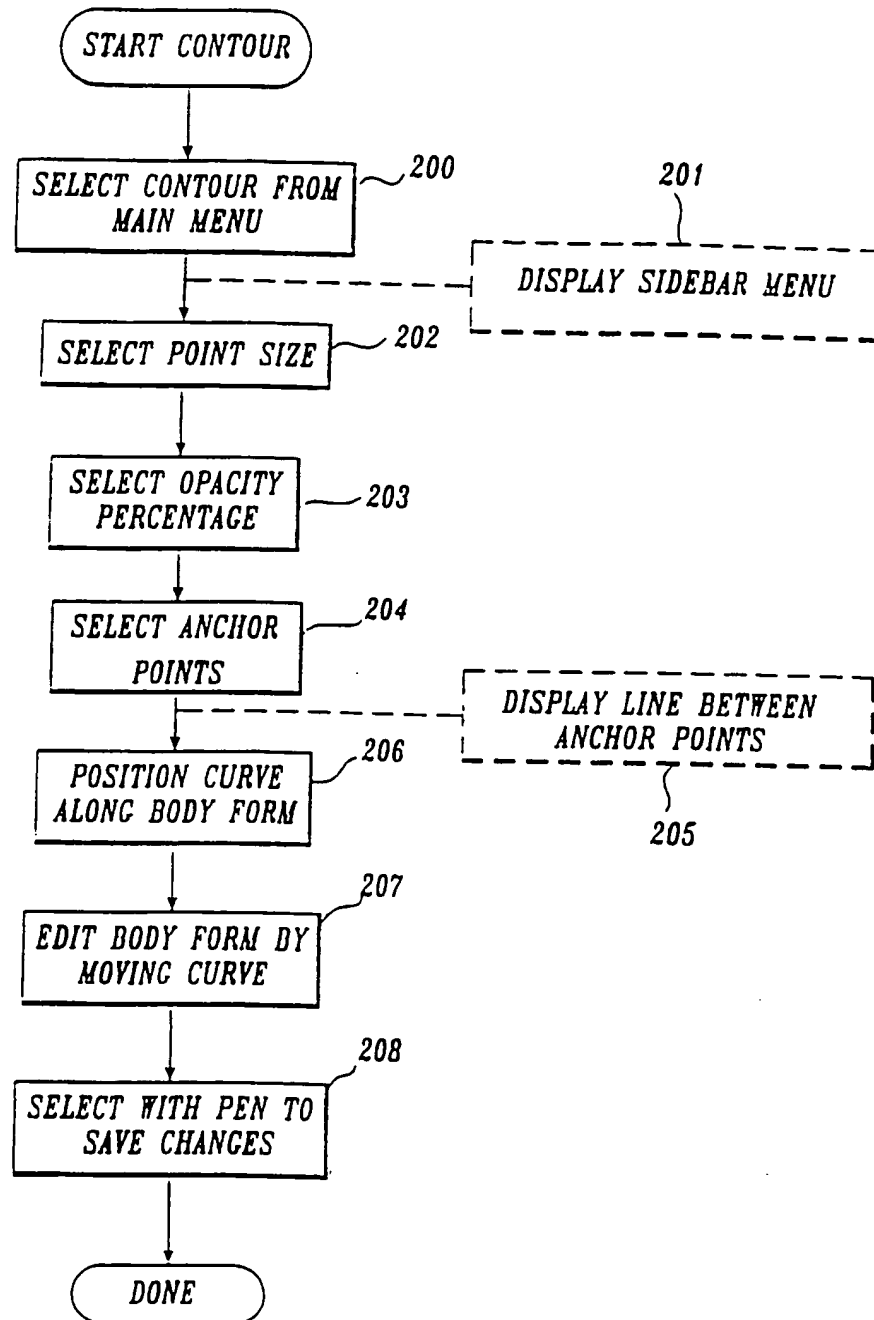 START CONTOUR
200
SELECT CONTOUR FROM
MAIN MENU
201
DISPLAY SIDEBAR MENU
202
SELECT POINT SIZE
SELECT OPACITY
PERCENTAGE
203
204
SELECT ANCHOR
POINTS
DISPLAY LINE BETWEEN
ANCHOR POINTS
205
206
POSITION CURVE
ALONG BODY FORM
207
EDIT BODY FORM BY
MOVING CURVE
208
SELECT WITH PEN TO
SAVE CHANGES
DONE